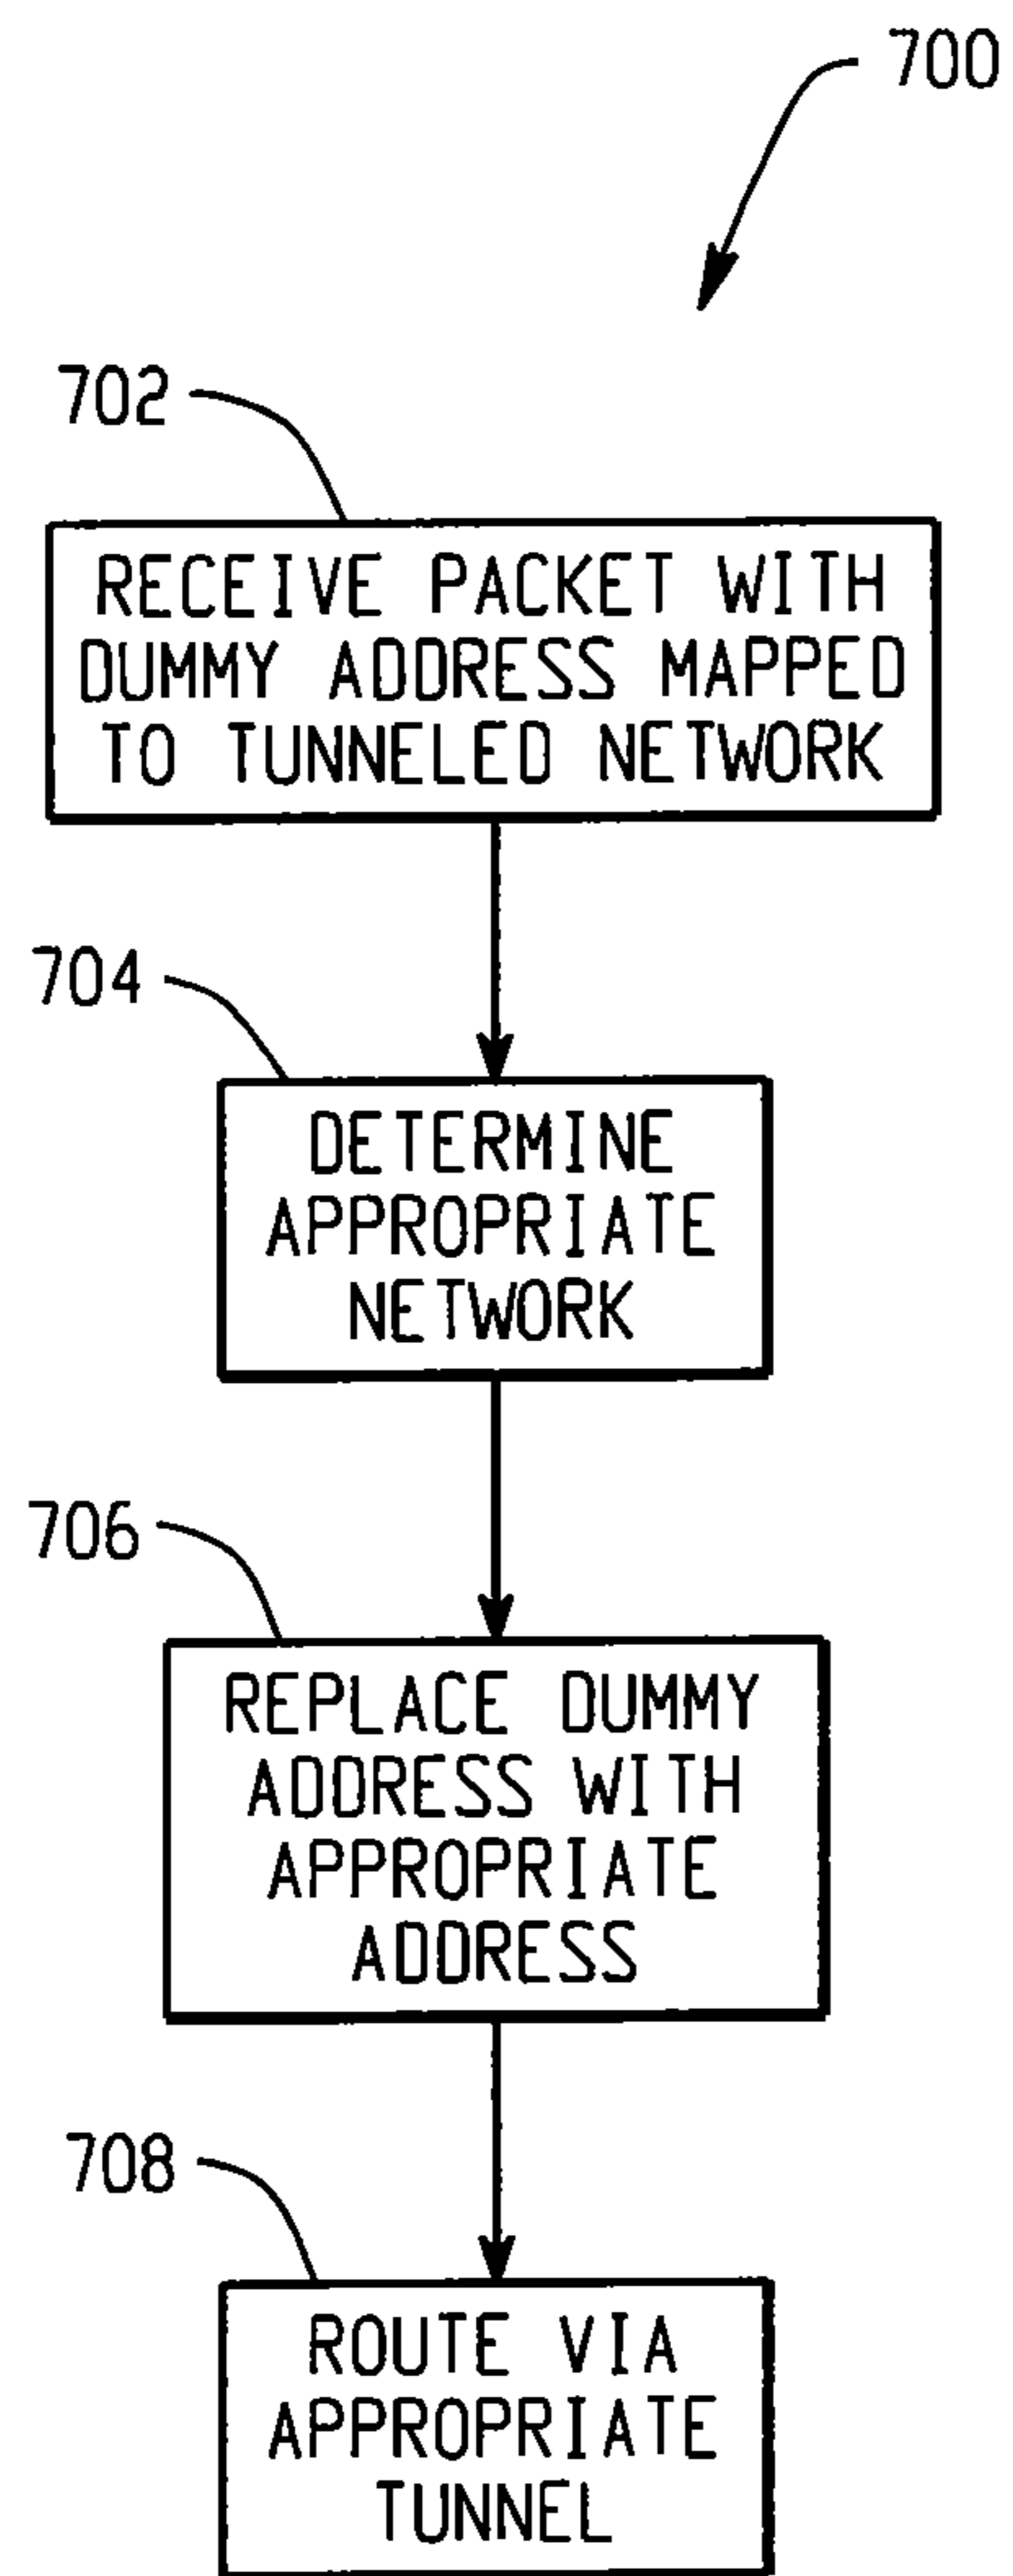 700
702
RECEIVE PACKET WITH
DUMMY ADDRESS MAPPED
TO TUNNELED NETWORK
704
DETERMINE
APPROPRIATE
NETWORK
706
REPLACE DUMMY
ADDRESS WITH
APPROPRIATE
ADDRESS
708
ROUTE VIA
APPROPRIATE
TUNNEL